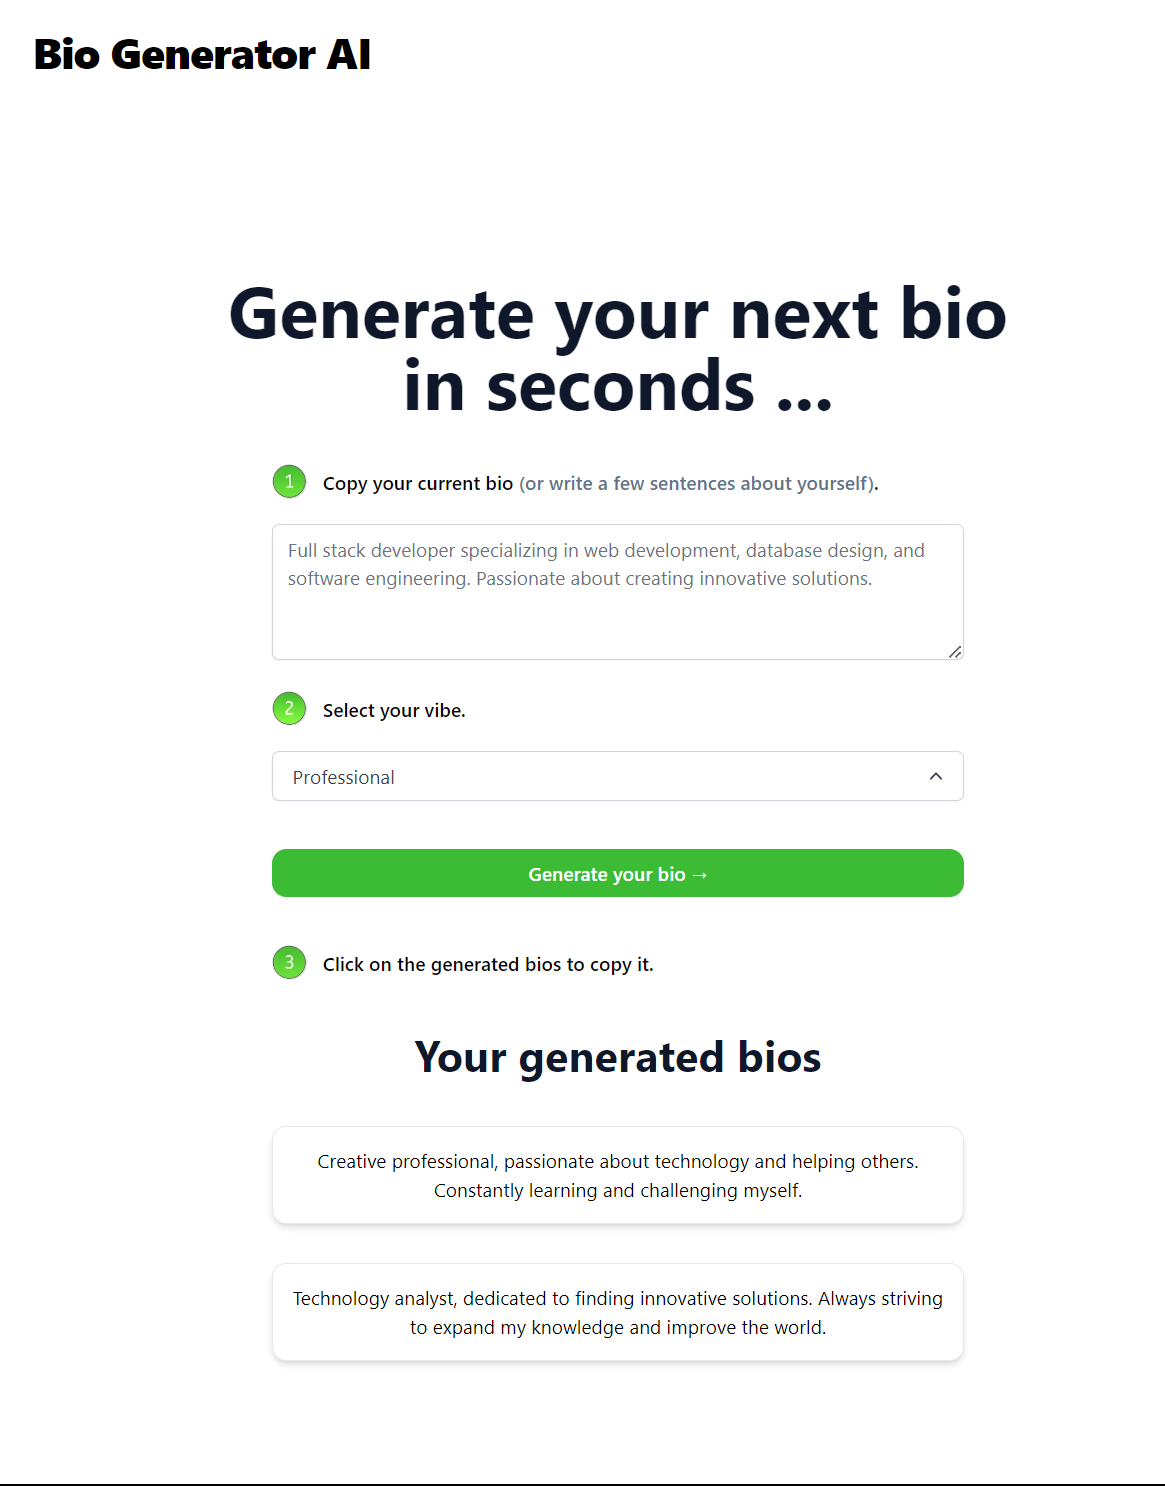 Bio Generator AI
Generate your next bio
in seconds ...
1 Copy your current bio (or write a few sentences about yourself).
Full stack developer specializing in web development, database design, and
software engineering. Passionate about creating innovative solutions.
2 Select your vibe.
Professional
Generate your bio →
3 Click on the generated bios to copy it.
Your generated bios
Creative professional, passionate about technology and helping others.
Constantly learning and challenging myself.
Technology analyst, dedicated to finding innovative solutions. Always striving
to expand my knowledge and improve the world.